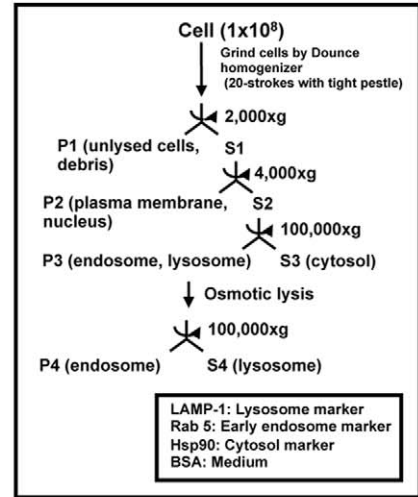 Cell (1x10⁸)
Grind cells by Dounce
homogenizer
(20-strokes with tight pestle)
2,000xg
P1 (unlysed cells,
debris)
S1
4,000xg
P2 (plasma membrane,
nucleus)
S2
100,000xg
P3 (endosome, lysosome)
S3 (cytosol)
Osmotic lysis
100,000xg
P4 (endosome)
S4 (lysosome)
LAMP-1: Lysosome marker
Rab 5: Early endosome marker
Hsp90: Cytosol marker
BSA: Medium